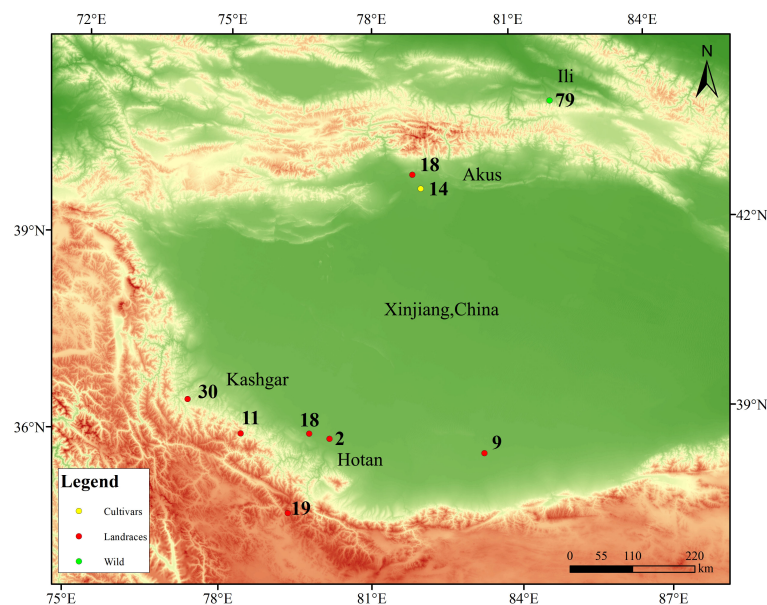 72°E 75°E 78°E 81°E 84°E
N
Ili
79
18
Akus
14
39°N
42°N
Xinjiang,China
Kashgar
30
11
18
2
9
36°N
39°N
Hotan
19
Legend
Cultivars
Landraces
Wild
0 55 110 220
km
75°E 78°E 81°E 84°E 87°E